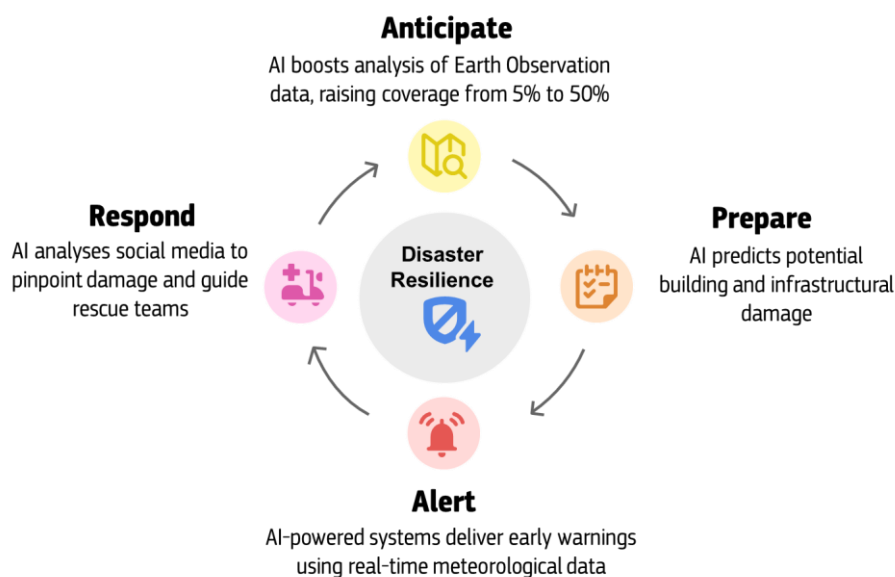 Anticipate
AI boosts analysis of Earth Observation
data, raising coverage from 5% to 50%
Respond
AI analyses social media to
pinpoint damage and guide
rescue teams
Disaster
Resilience
Prepare
AI predicts potential
building and infrastructural
damage
Alert
AI-powered systems deliver early warnings
using real-time meteorological data